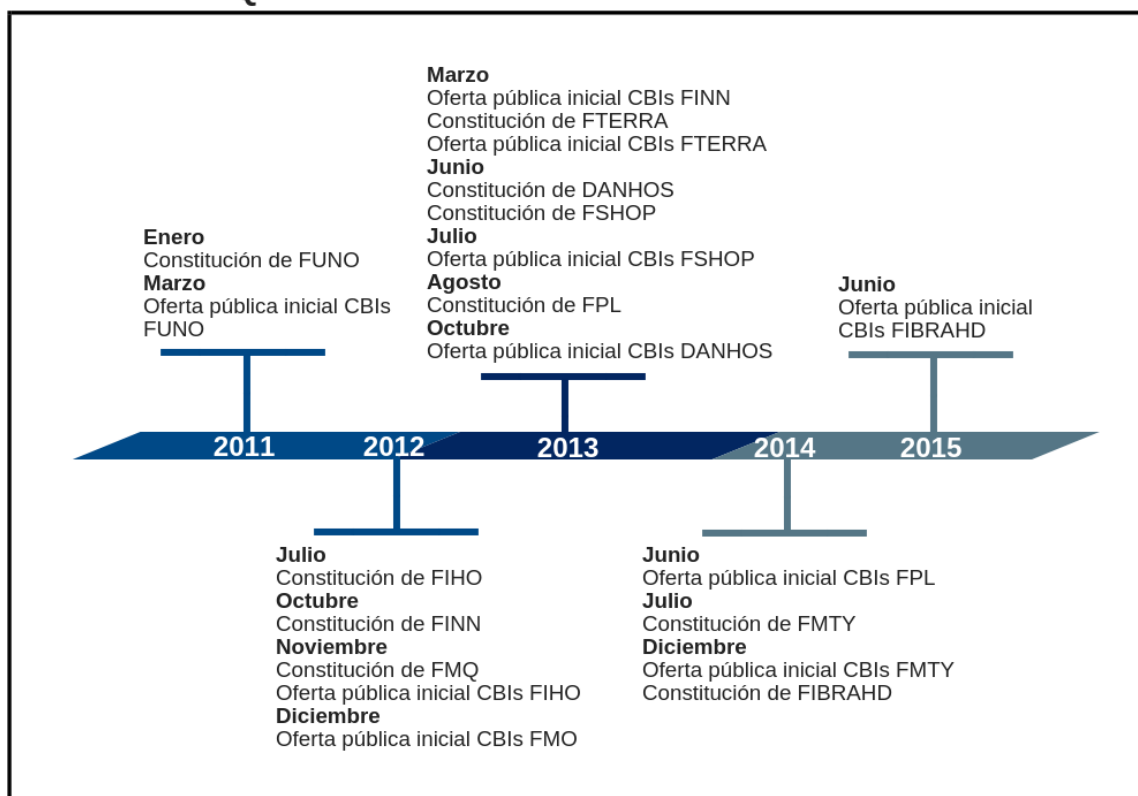 Enero
Constitución de FUNO
Marzo
Oferta pública inicial CBIs
FUNO
Marzo
Oferta pública inicial CBIs FINN
Constitución de FTERRA
Oferta pública inicial CBIs FTERRA
Junio
Constitución de DANHOS
Constitución de FSHOP
Julio
Oferta pública inicial CBIs FSHOP
Agosto
Constitución de FPL
Octubre
Oferta pública inicial CBIs DANHOS
Junio
Oferta pública inicial
CBIs FIBRAHD
2011
2012
2013
2014
2015
Julio
Constitución de FIHO
Octubre
Constitución de FINN
Noviembre
Constitución de FMQ
Oferta pública inicial CBIs FIHO
Diciembre
Oferta pública inicial CBIs FMO
Junio
Oferta pública inicial CBIs FPL
Julio
Constitución de FMTY
Diciembre
Oferta pública inicial CBIs FMTY
Constitución de FIBRAHD